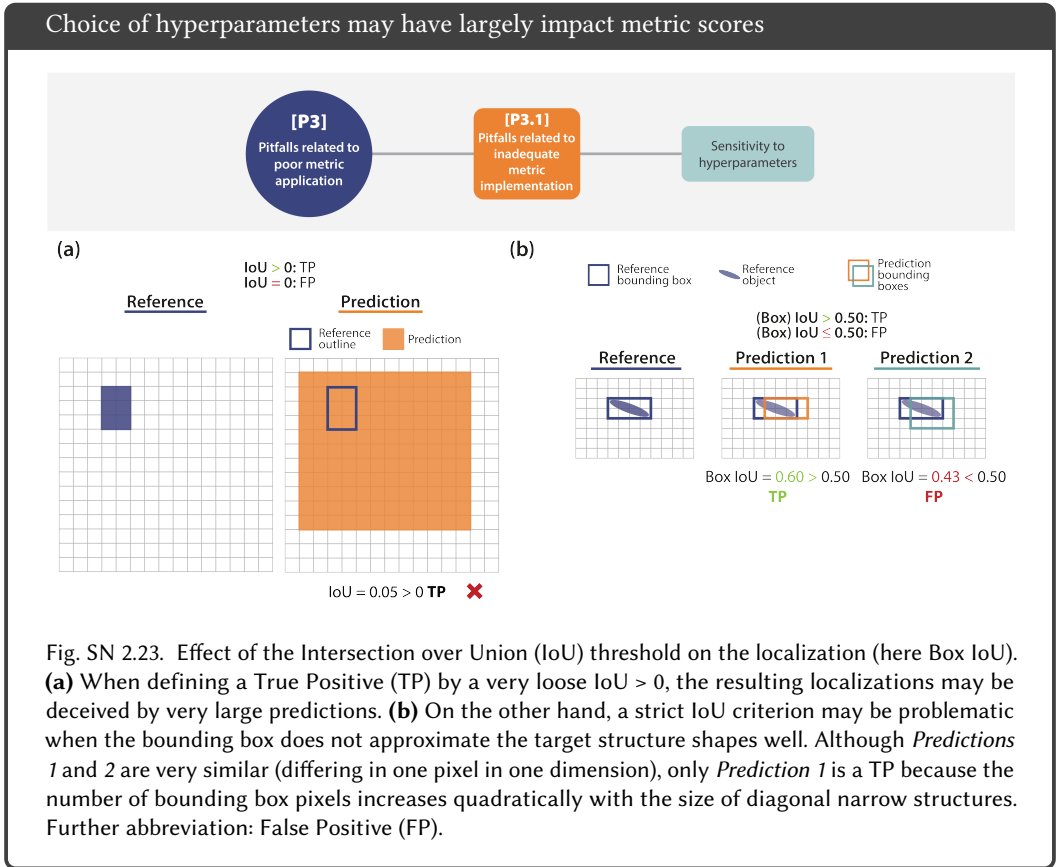 Choice of hyperparameters may have largely impact metric scores
[P3]
Pitfalls related to
poor metric
application
[P3.1]
Pitfalls related to
inadequate
metric
implementation
Sensitivity to
hyperparameters
(a)
IoU > 0: TP
IoU = 0: FP
Reference
Prediction
Reference
outline
Prediction
IoU = 0.05 > 0 TP
(b)
Reference
bounding box
Reference
object
Prediction
bounding
boxes
(Box) IoU > 0.50: TP
(Box) IoU ≤ 0.50: FP
Reference
Prediction 1
Prediction 2
Box IoU = 0.60 > 0.50
TP
Box IoU = 0.43 < 0.50
FP
Fig. SN 2.23. Effect of the Intersection over Union (IoU) threshold on the localization (here Box IoU).
(a) When defining a True Positive (TP) by a very loose IoU > 0, the resulting localizations may be
deceived by very large predictions. (b) On the other hand, a strict IoU criterion may be problematic
when the bounding box does not approximate the target structure shapes well. Although Predictions
1 and 2 are very similar (differing in one pixel in one dimension), only Prediction 1 is a TP because the
number of bounding box pixels increases quadratically with the size of diagonal narrow structures.
Further abbreviation: False Positive (FP).